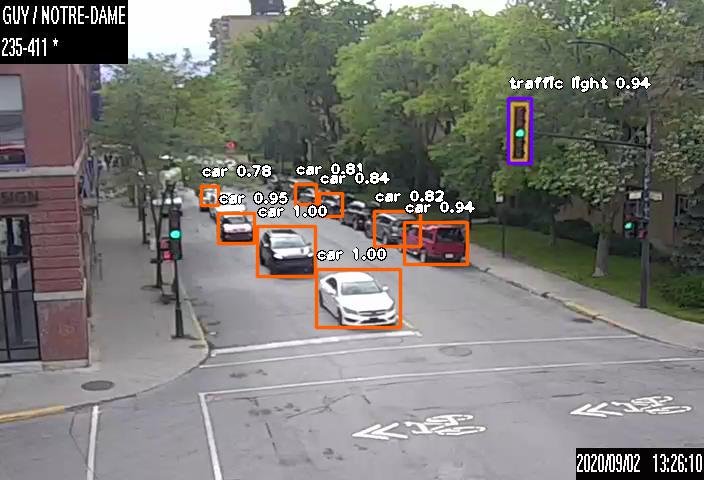 GUY / NOTRE-DAME
235-411 *
traffic light 0.94
car 0.78
car 0.81
car 0.84
car 0.95
car 0.82
car 1.00
car 0.94
car 1.00
SIGN
2020/09/02 13:26:10